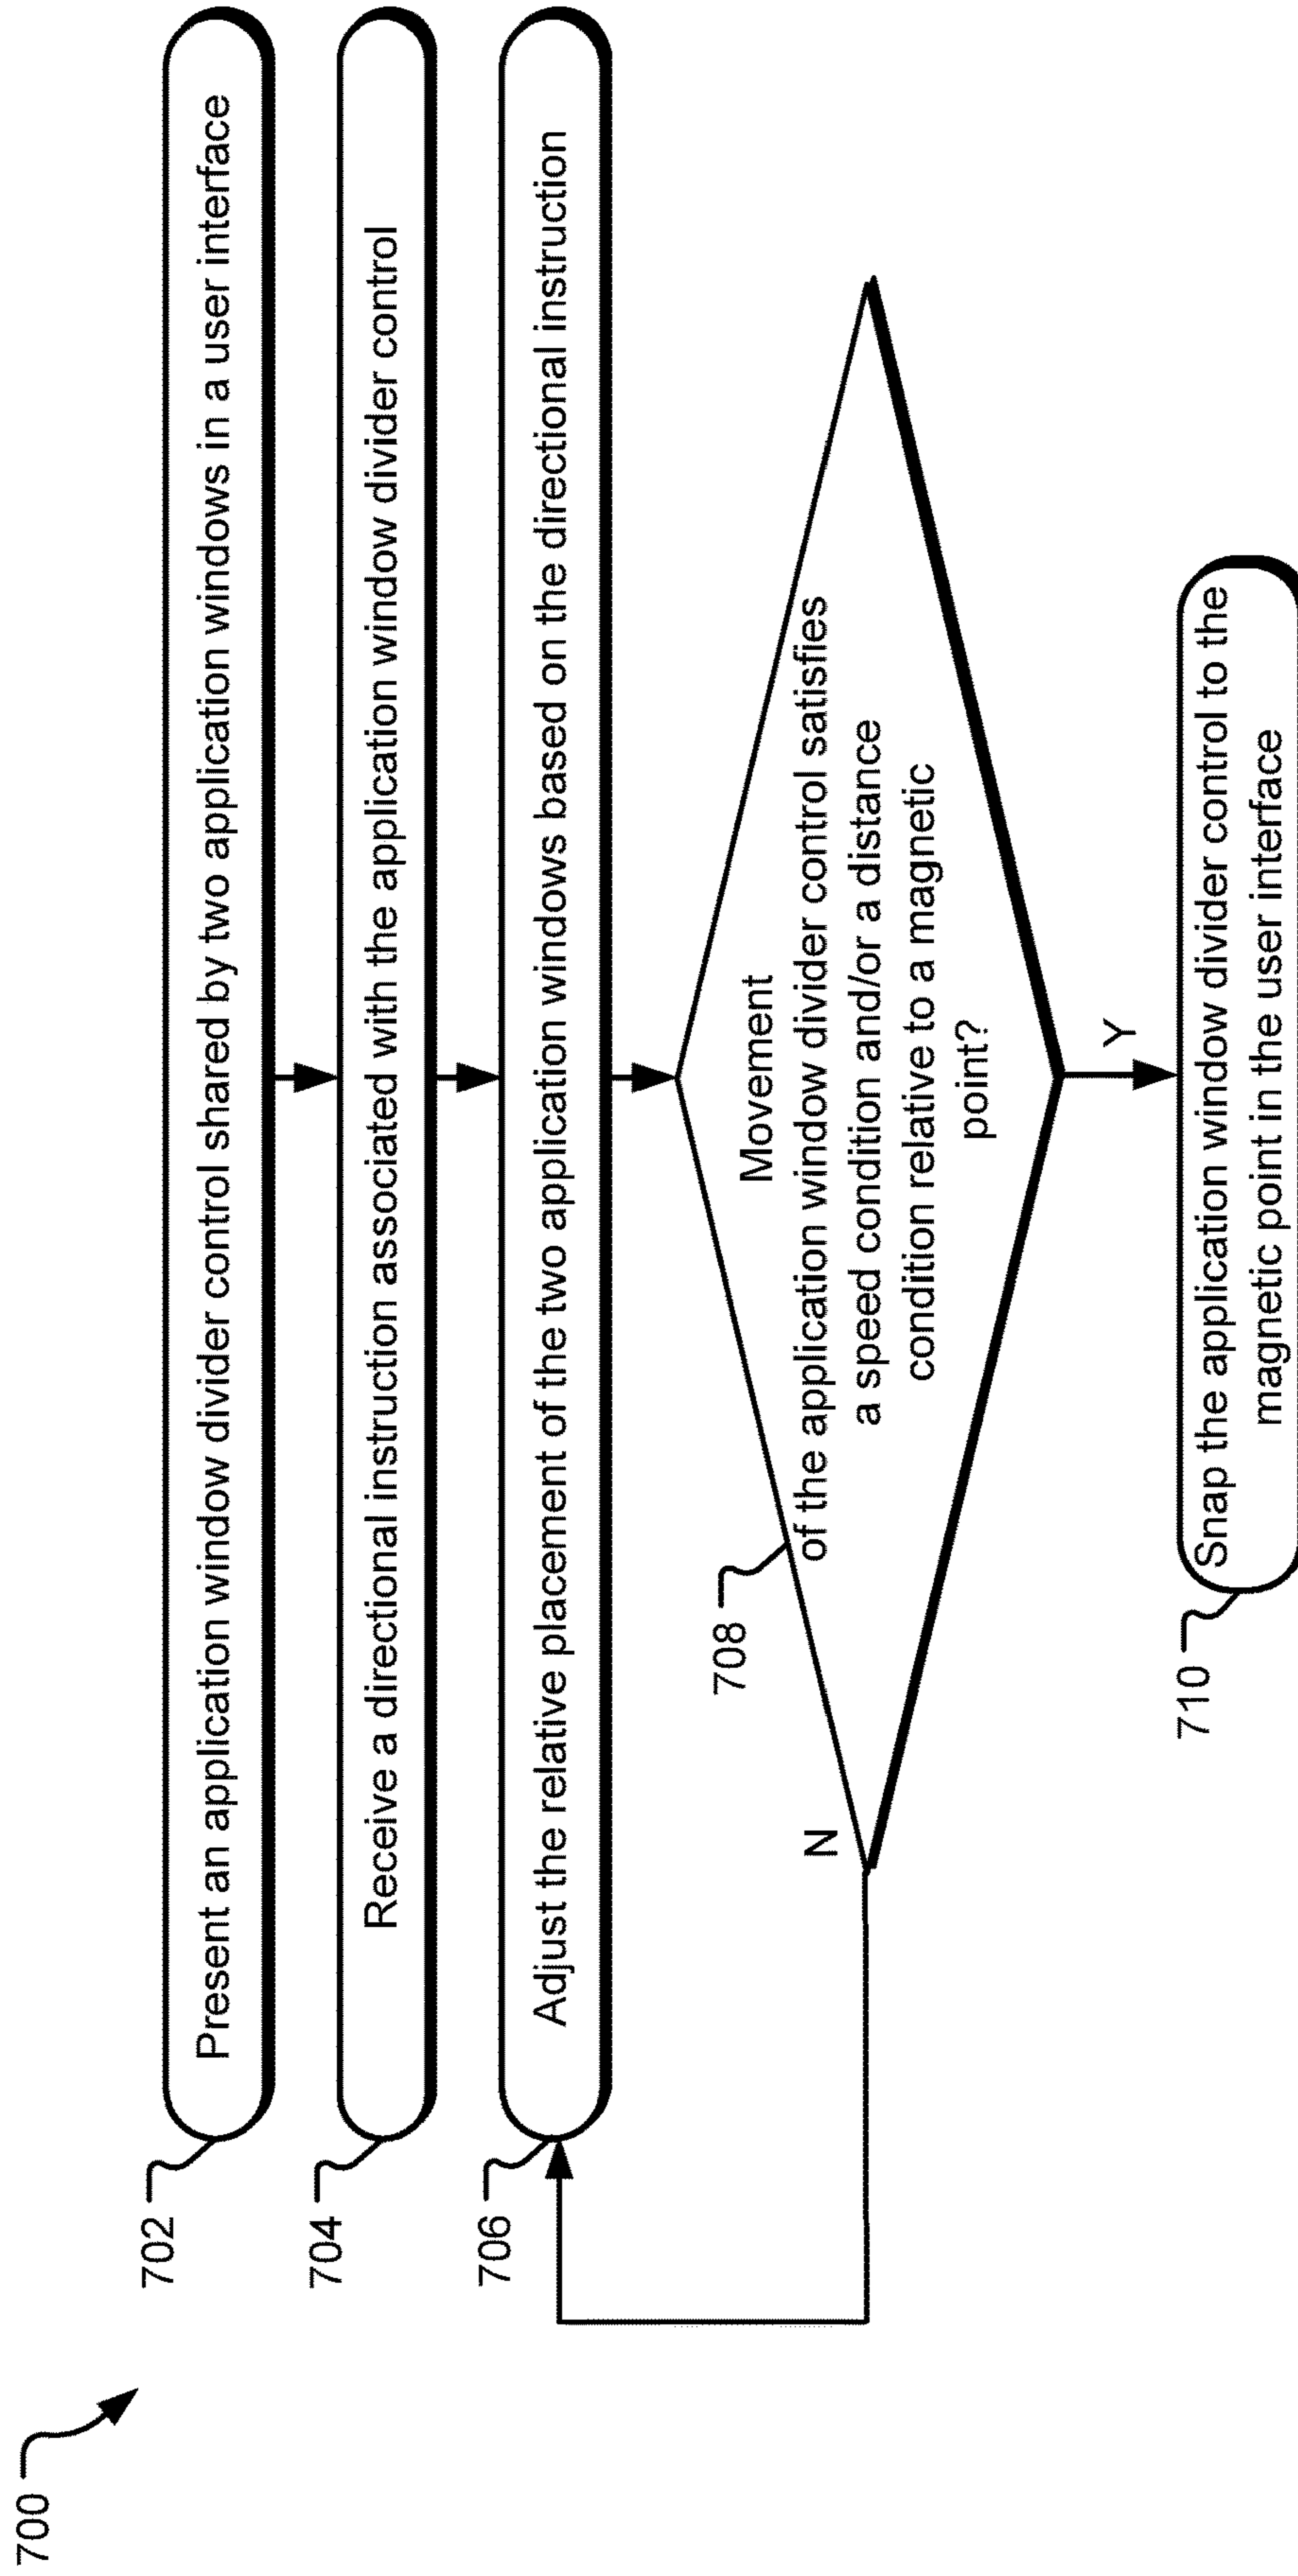 700
702
Present an application window divider control shared by two application windows in a user interface
704
Receive a directional instruction associated with the application window divider control
706
Adjust the relative placement of the two application windows based on the directional instruction
708
Movement
of the application window divider control satisfies
a speed condition and/or a distance
condition relative to a magnetic
point?
N
Y
710
Snap the application window divider control to the
magnetic point in the user interface